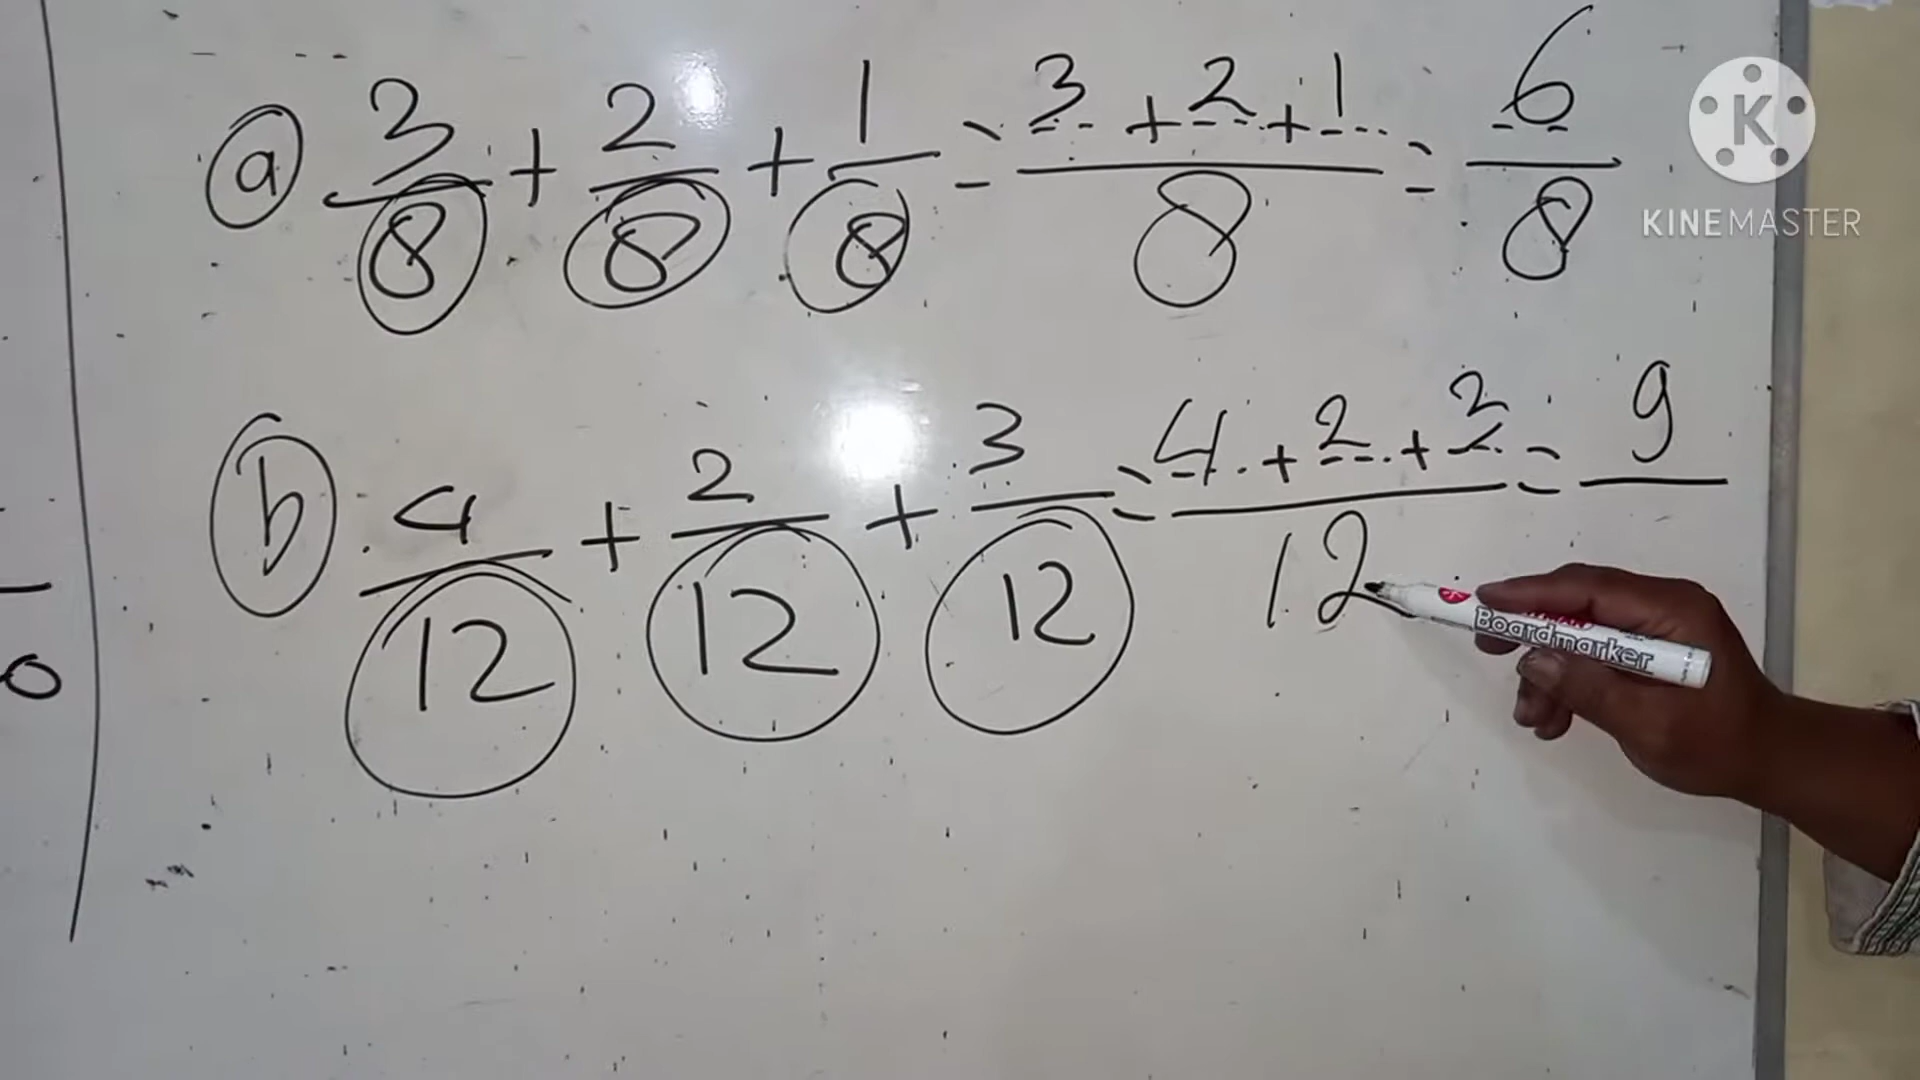 ⓐ 3/8 + 2/8 + 1/8 = (3 + 2 + 1)/8 = 6/8
KINEMASTER
ⓑ 4/12 + 2/12 + 3/12 = (4 + 2 + 3)/12 = 9/
Boardmarker
0